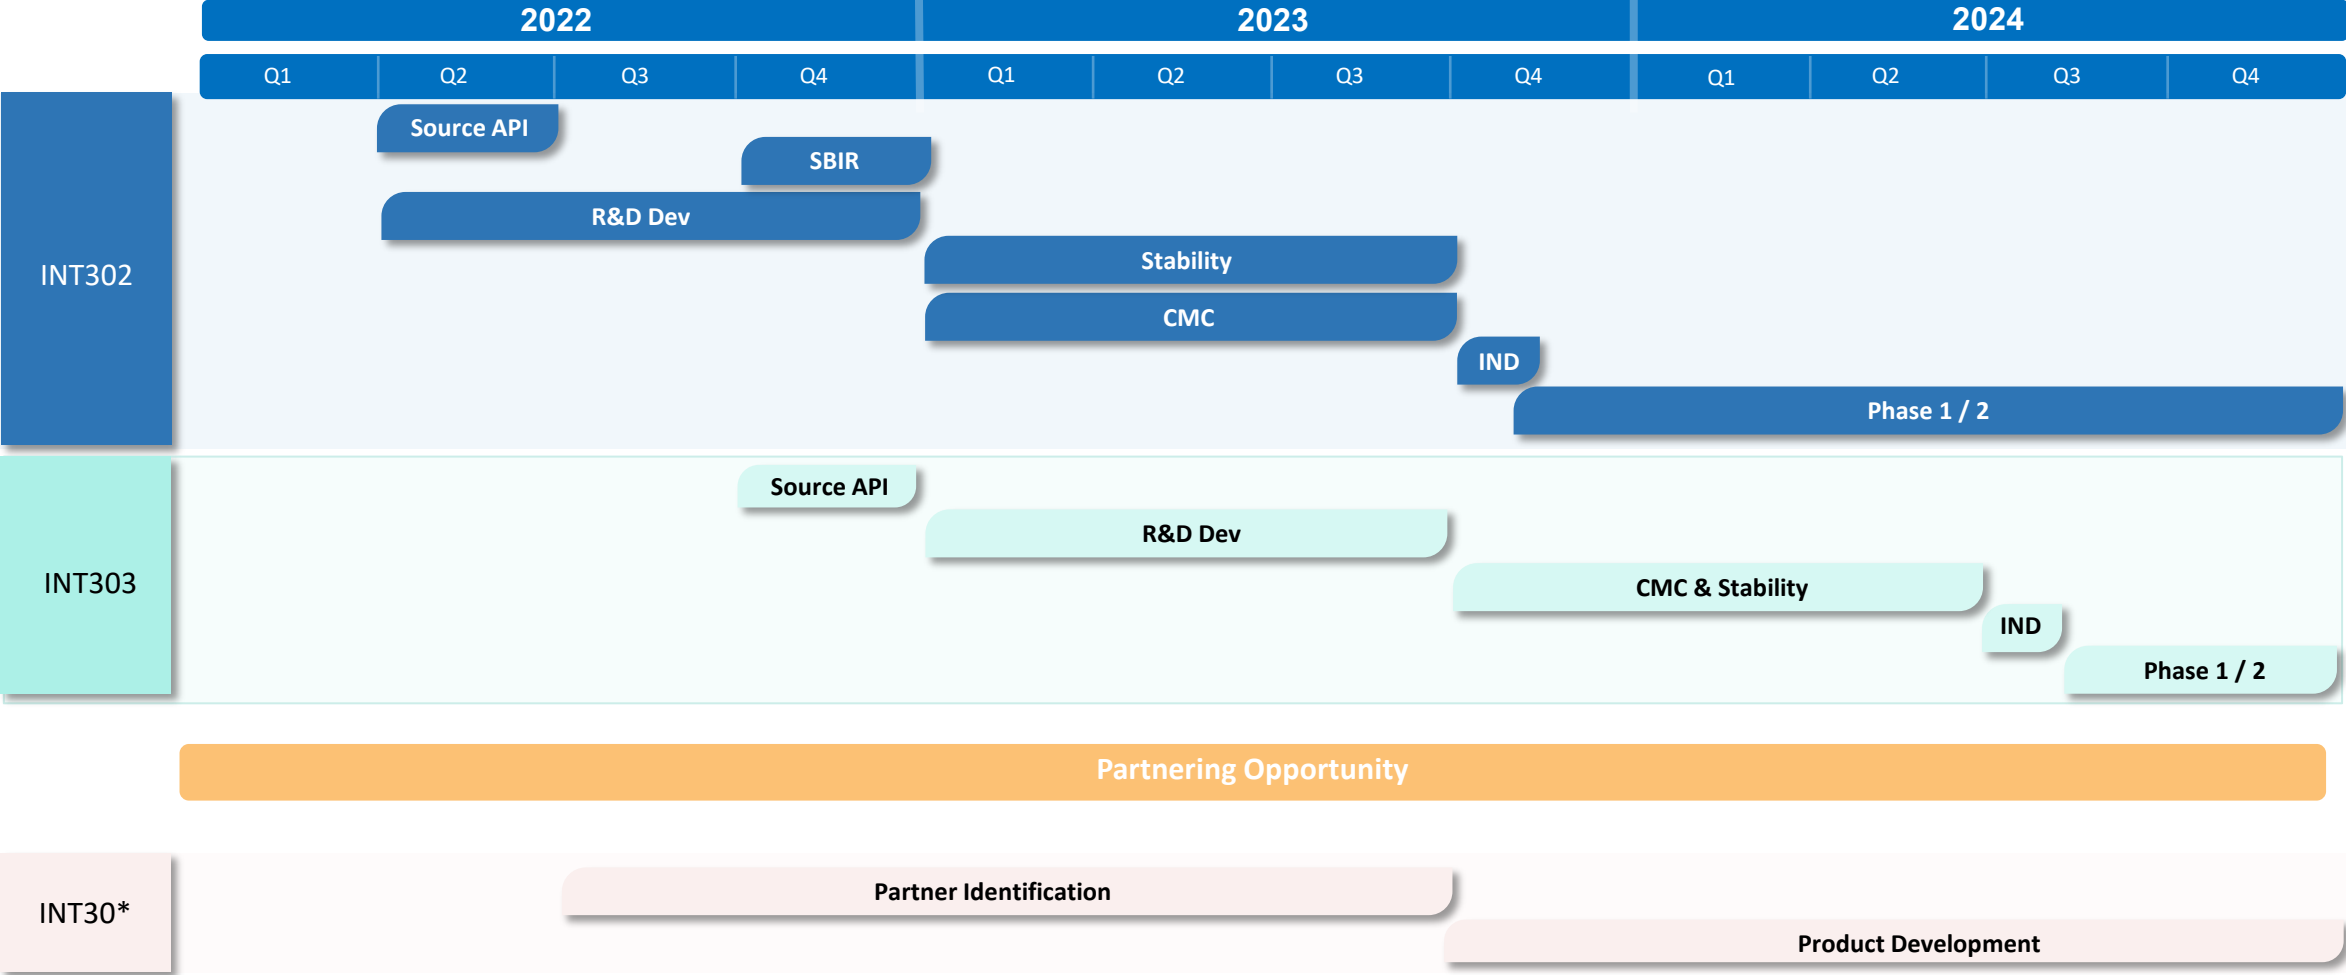 2022 2023 2024
Q1 Q2 Q3 Q4 Q1 Q2 Q3 Q4 Q1 Q2 Q3 Q4
Source API
SBIR
R&D Dev
Stability
INT302
CMC
IND
Phase 1 / 2
Source API
R&D Dev
INT303
CMC & Stability
IND
Phase 1 / 2
Partnering Opportunity
Partner Identification
INT30*
Product Development